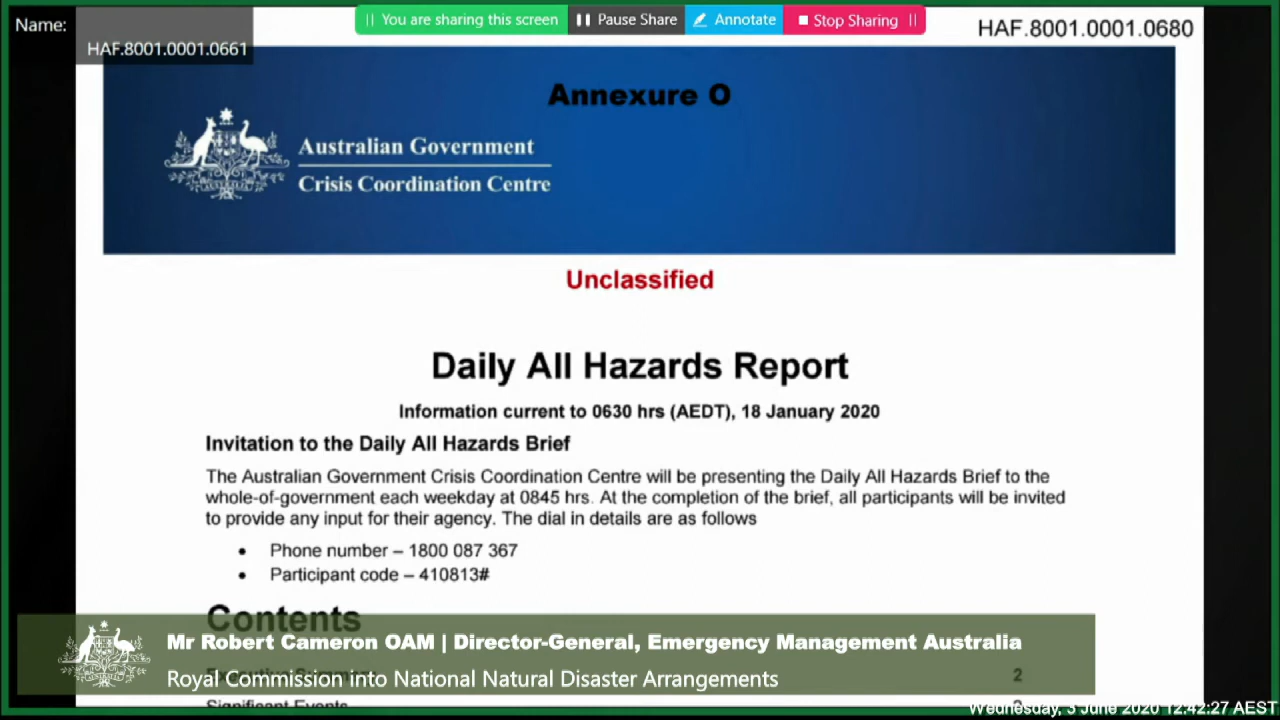 Name:
HAF.8001.0001.0661
You are sharing this screen
Pause Share
Annotate
Stop Sharing
HAF.8001.0001.0680
Annexure O
Australian Government
Crisis Coordination Centre
Unclassified
Daily All Hazards Report
Information current to 0630 hrs (AEDT), 18 January 2020
Invitation to the Daily All Hazards Brief
The Australian Government Crisis Coordination Centre will be presenting the Daily All Hazards Brief to the
whole-of-government each weekday at 0845 hrs. At the completion of the brief, all participants will be invited
to provide any input for their agency. The dial in details are as follows
• Phone number – 1800 087 367
• Participant code – 410813#
Contents
Mr Robert Cameron OAM | Director-General, Emergency Management Australia
Executive Summary 2
Royal Commission into National Natural Disaster Arrangements
Significant Events
Wednesday, 3 June 2020 12:42:27 AEST